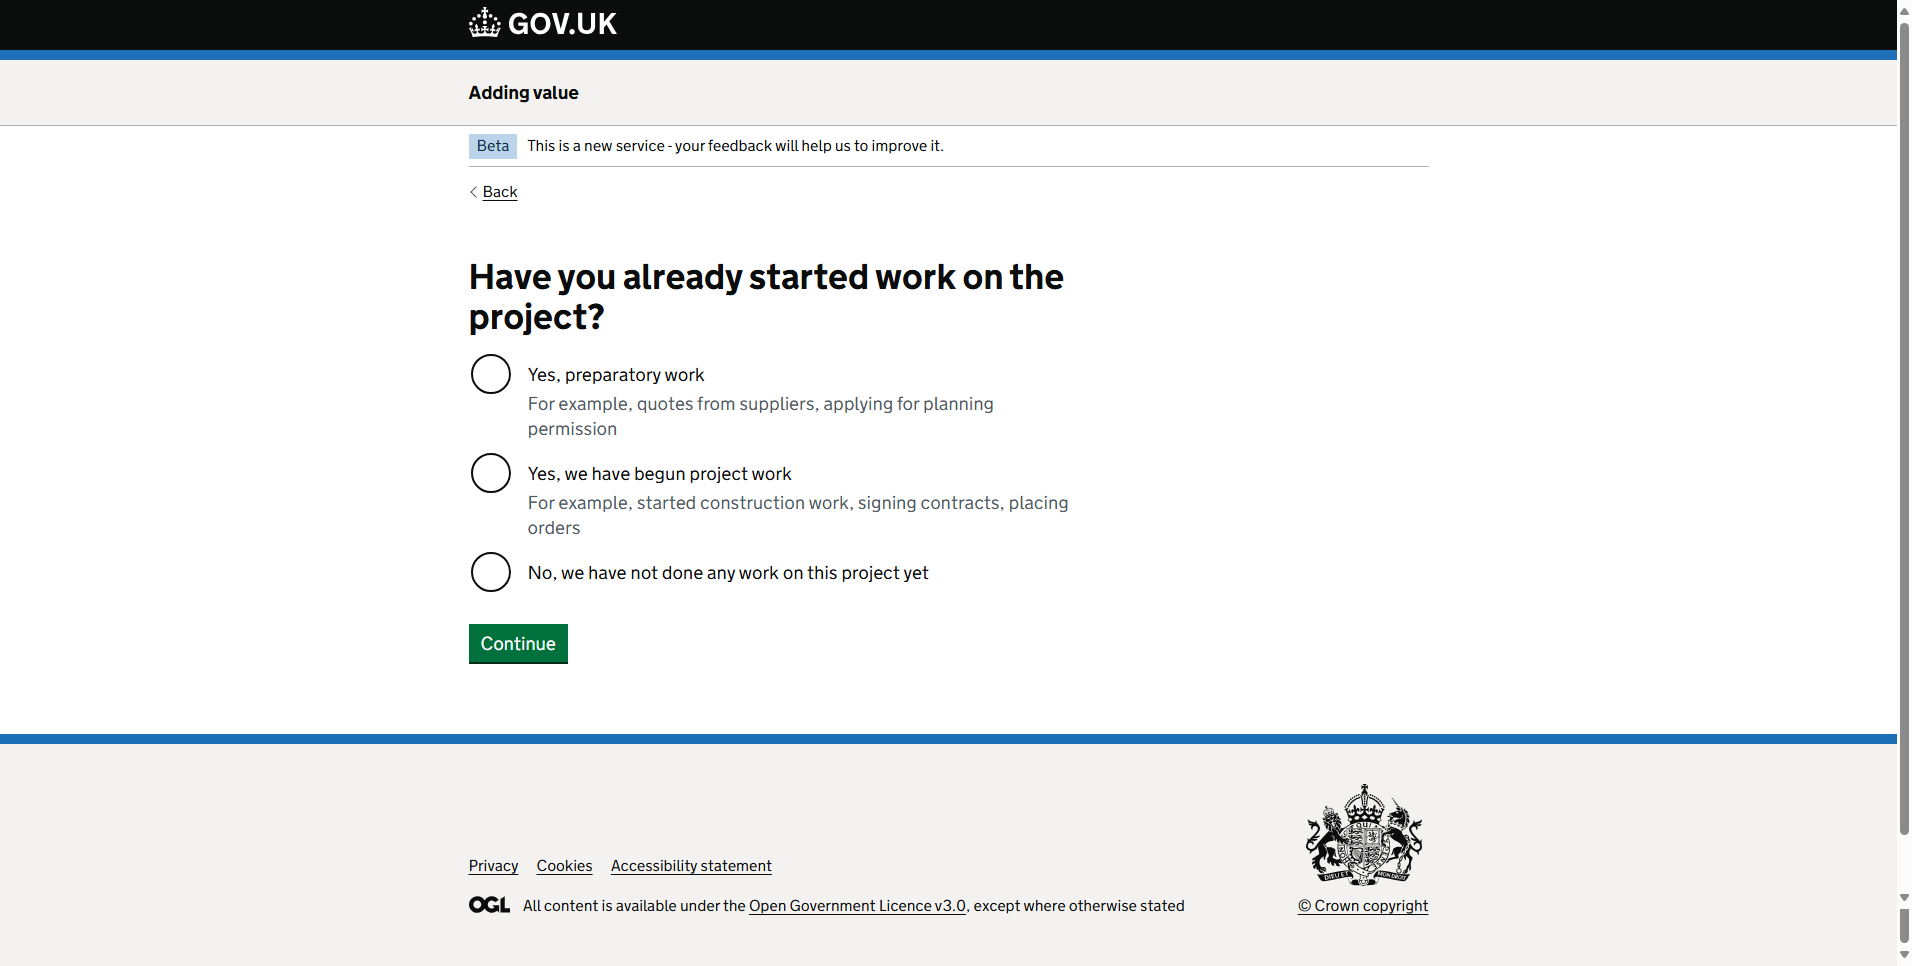 GOV.UK
Adding value
Beta This is a new service - your feedback will help us to improve it.
Back
Have you already started work on the
project?
Yes, preparatory work
For example, quotes from suppliers, applying for planning
permission
Yes, we have begun project work
For example, started construction work, signing contracts, placing
orders
No, we have not done any work on this project yet
Continue
Privacy Cookies Accessibility statement
OGL All content is available under the Open Government Licence v3.0, except where otherwise stated
© Crown copyright